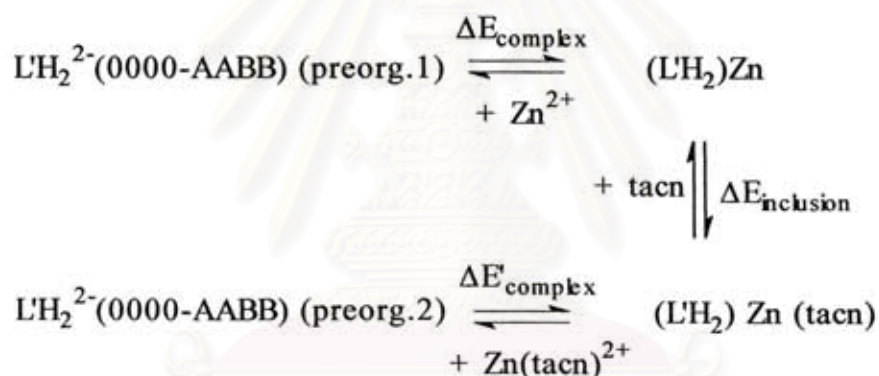 ΔE_complex
L'H₂²⁻(0000-AABB) (preorg.1) ⇌ (L'H₂)Zn
+ Zn²⁺
+ tacn ⇅ ΔE_inclusion
ΔE'_complex
L'H₂²⁻(0000-AABB) (preorg.2) ⇌ (L'H₂) Zn (tacn)
+ Zn(tacn)²⁺